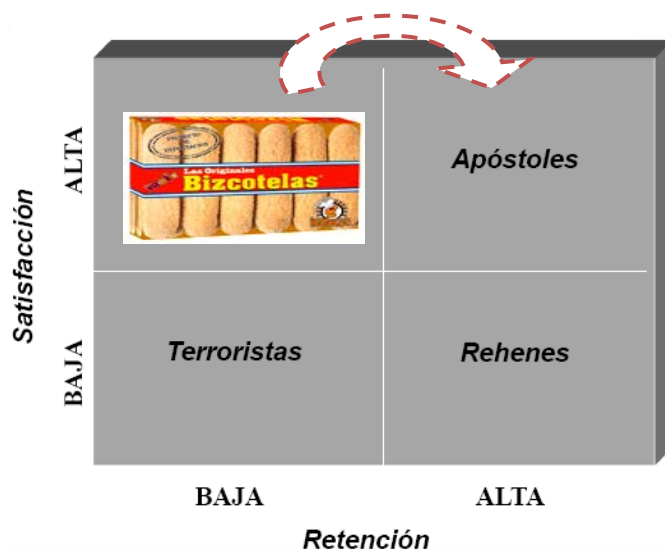 Satisfacción
ALTA
BAJA
Las Originales
Bizcotelas
Apóstoles
Terroristas
Rehenes
BAJA
ALTA
Retención